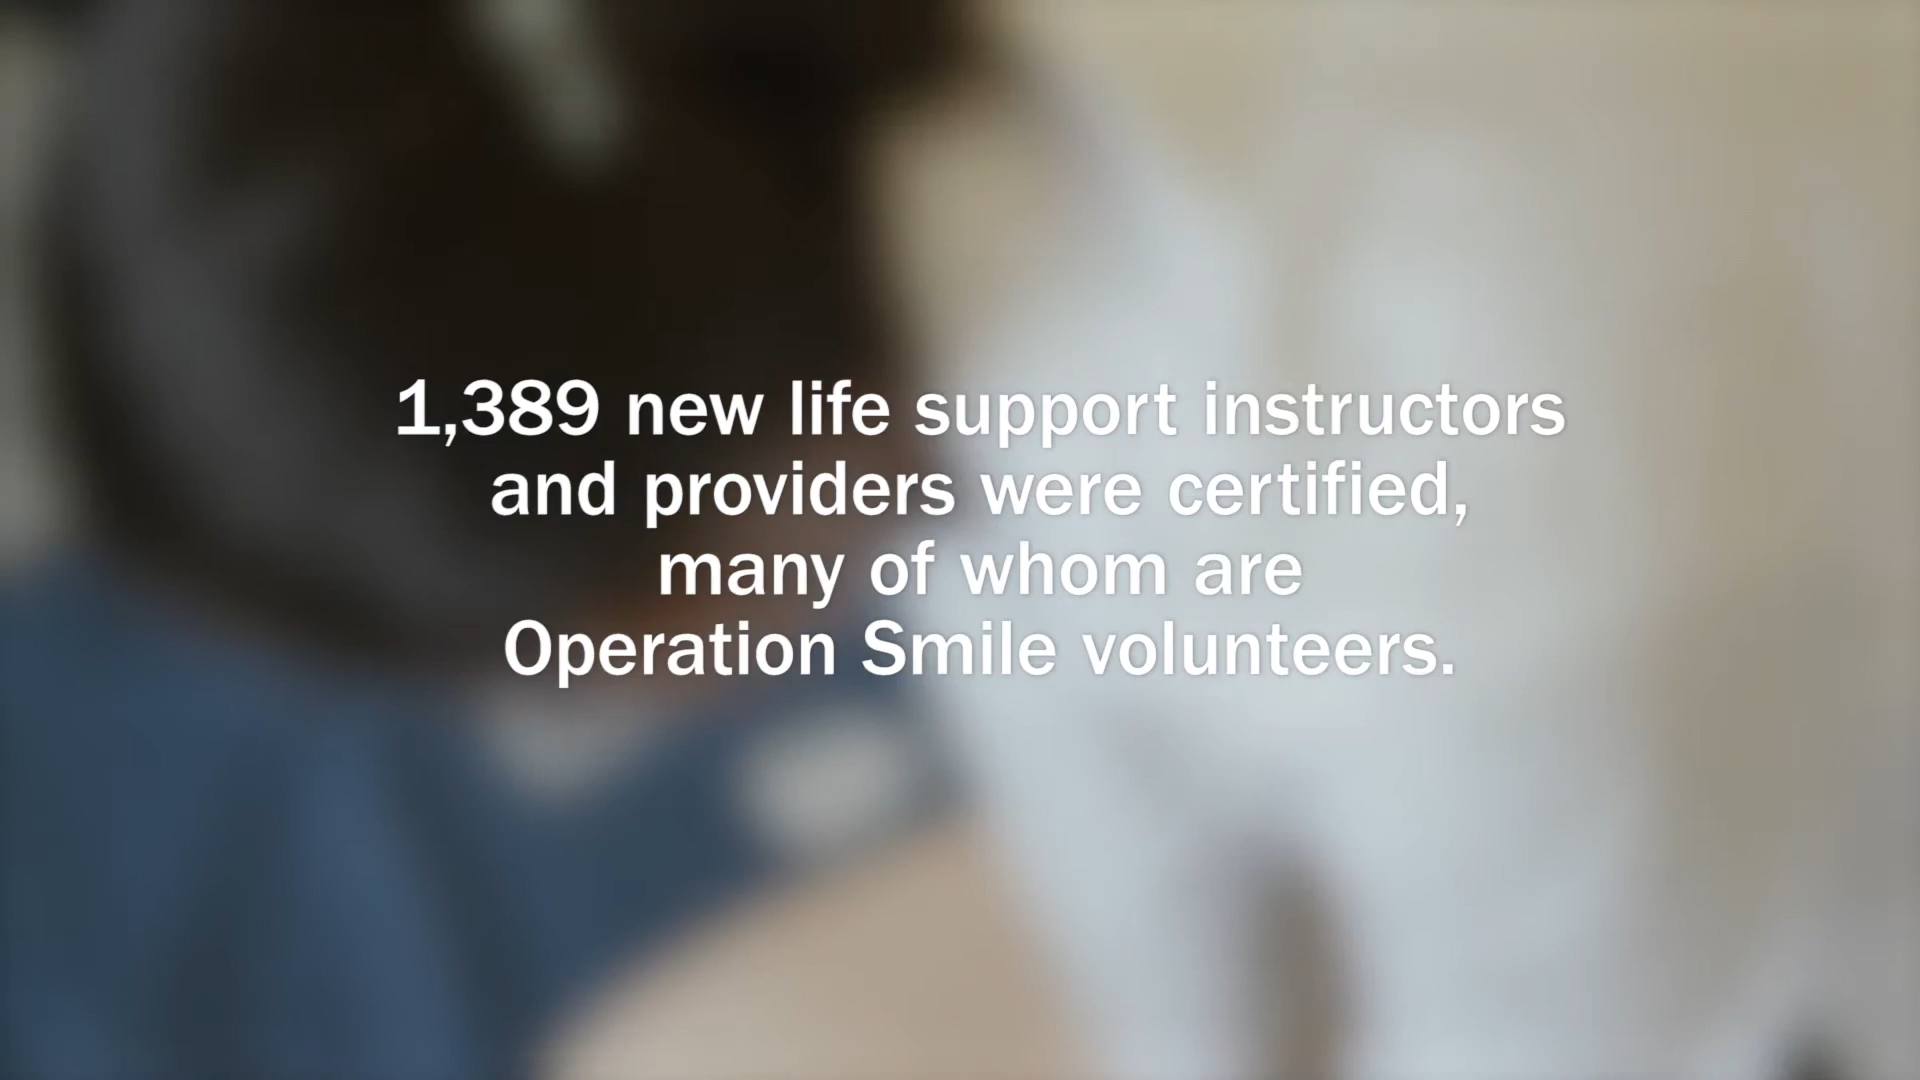 1,389 new life support instructors
and providers were certified,
many of whom are
Operation Smile volunteers.